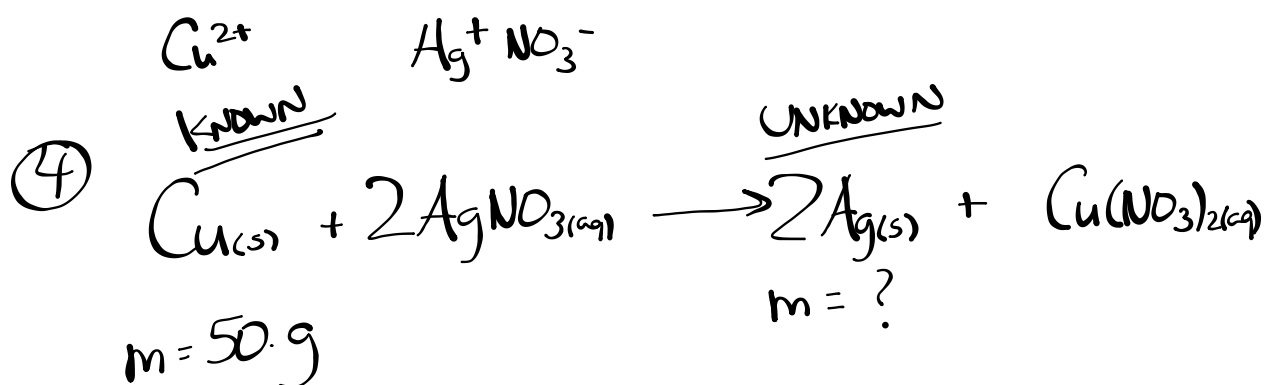 Cu²⁺ Ag⁺ NO₃⁻
KNOWN UNKNOWN
④ Cu(s) + 2AgNO₃(aq) → 2Ag(s) + Cu(NO₃)₂(aq)
m = ?
m = 50. g